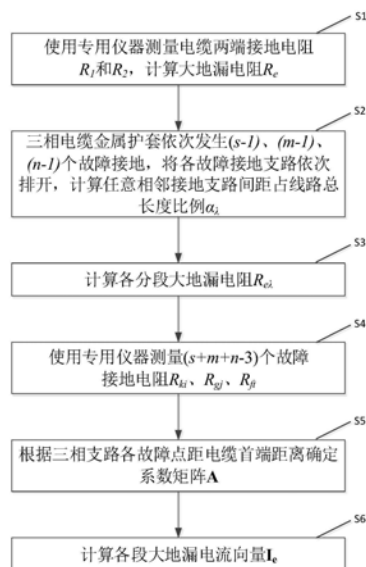 S1
使用专用仪器测量电缆两端接地电阻
R₁和R₂，计算大地漏电阻Rₑ
S2
三相电缆金属护套依次发生(s-1)、(m-1)、
(n-1)个故障接地，将各故障接地支路依次
排开，计算任意相邻接地支路间距占线路总
长度比例α_λ
S3
计算各分段大地漏电阻R_eλ
S4
使用专用仪器测量(s+m+n-3)个故障
接地电阻R_ki、R_gj、R_ft
S5
根据三相支路各故障点距电缆首端距离确定
系数矩阵A
S6
计算各段大地漏电流向量Iₑ